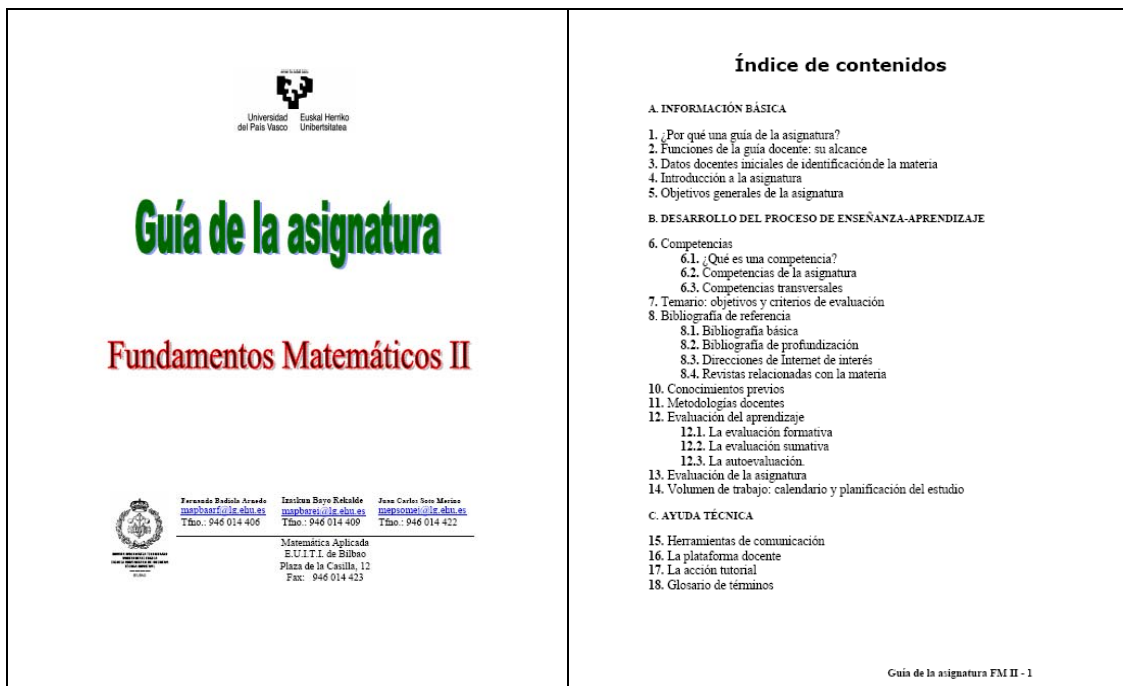 Universidad
del País Vasco
Euskal Herriko
Unibertsitatea
Guía de la asignatura
Fundamentos Matemáticos II
Fernando Badiola Arnedo
mapbaarf@lg.ehu.es
Tfno.: 946 014 406
Izaskun Bayo Rekalde
mapbarei@lg.ehu.es
Tfno.: 946 014 409
Juan Carlos Soto Merino
mepsomej@lg.ehu.es
Tfno.: 946 014 422
Matemática Aplicada
E.U.I.T.I. de Bilbao
Plaza de la Casilla, 12
Fax: 946 014 423
Índice de contenidos
A. INFORMACIÓN BÁSICA
1. ¿Por qué una guía de la asignatura?
2. Funciones de la guía docente: su alcance
3. Datos docentes iniciales de identificación de la materia
4. Introducción a la asignatura
5. Objetivos generales de la asignatura
B. DESARROLLO DEL PROCESO DE ENSEÑANZA-APRENDIZAJE
6. Competencias
6.1. ¿Qué es una competencia?
6.2. Competencias de la asignatura
6.3. Competencias transversales
7. Temario: objetivos y criterios de evaluación
8. Bibliografía de referencia
8.1. Bibliografía básica
8.2. Bibliografía de profundización
8.3. Direcciones de Internet de interés
8.4. Revistas relacionadas con la materia
10. Conocimientos previos
11. Metodologías docentes
12. Evaluación del aprendizaje
12.1. La evaluación formativa
12.2. La evaluación sumativa
12.3. La autoevaluación.
13. Evaluación de la asignatura
14. Volumen de trabajo: calendario y planificación del estudio
C. AYUDA TÉCNICA
15. Herramientas de comunicación
16. La plataforma docente
17. La acción tutorial
18. Glosario de términos
Guía de la asignatura FM II - 1